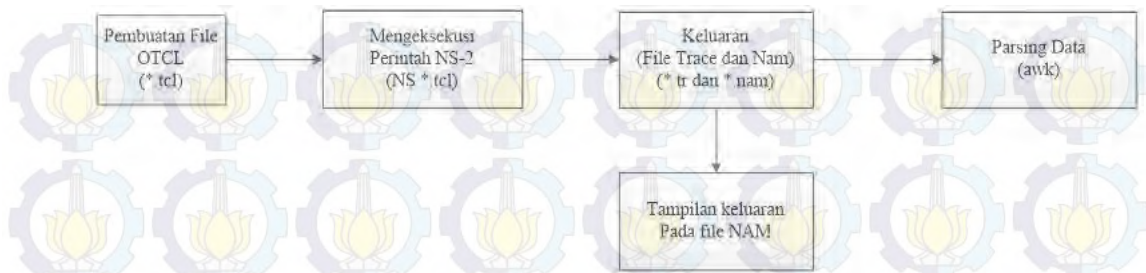 Pembuatan File
OTCL
(* tcl)
Mengeksekusi
Perintah NS-2
(NS * tcl)
Keluaran
(File Trace dan Nam)
(* tr dan * nam)
Parsing Data
(awk)
Tampilan keluaran
Pada file NAM